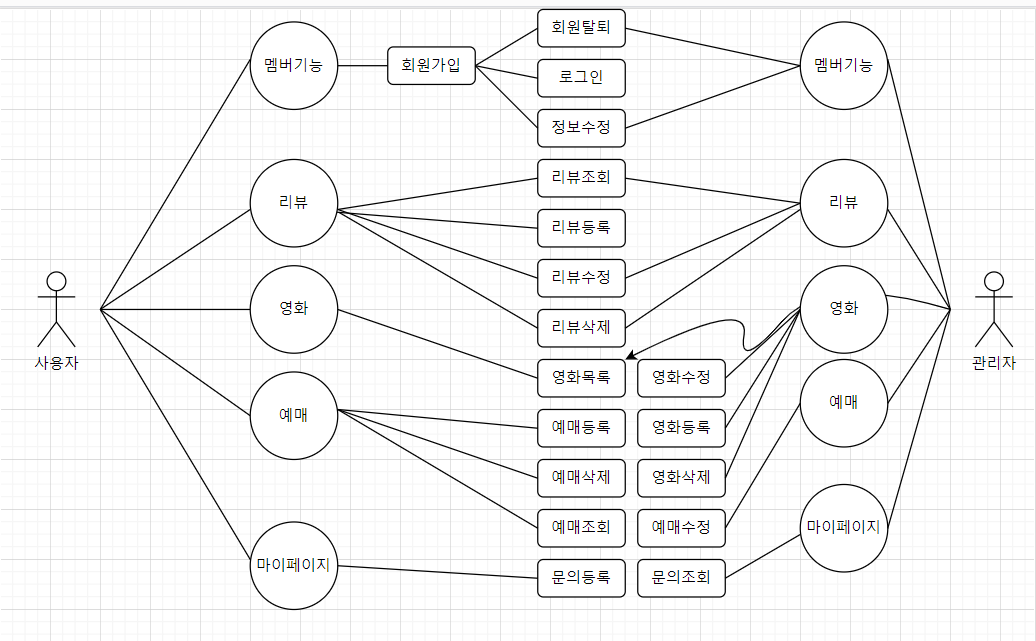 회원탈퇴
멤버기능
회원가입
로그인
멤버기능
정보수정
리뷰조회
리뷰
리뷰등록
리뷰
리뷰수정
영화
리뷰삭제
영화
사용자
관리자
영화목록
영화수정
예매
예매
예매등록
영화등록
예매삭제
영화삭제
예매조회
예매수정
마이페이지
마이페이지
문의등록
문의조회